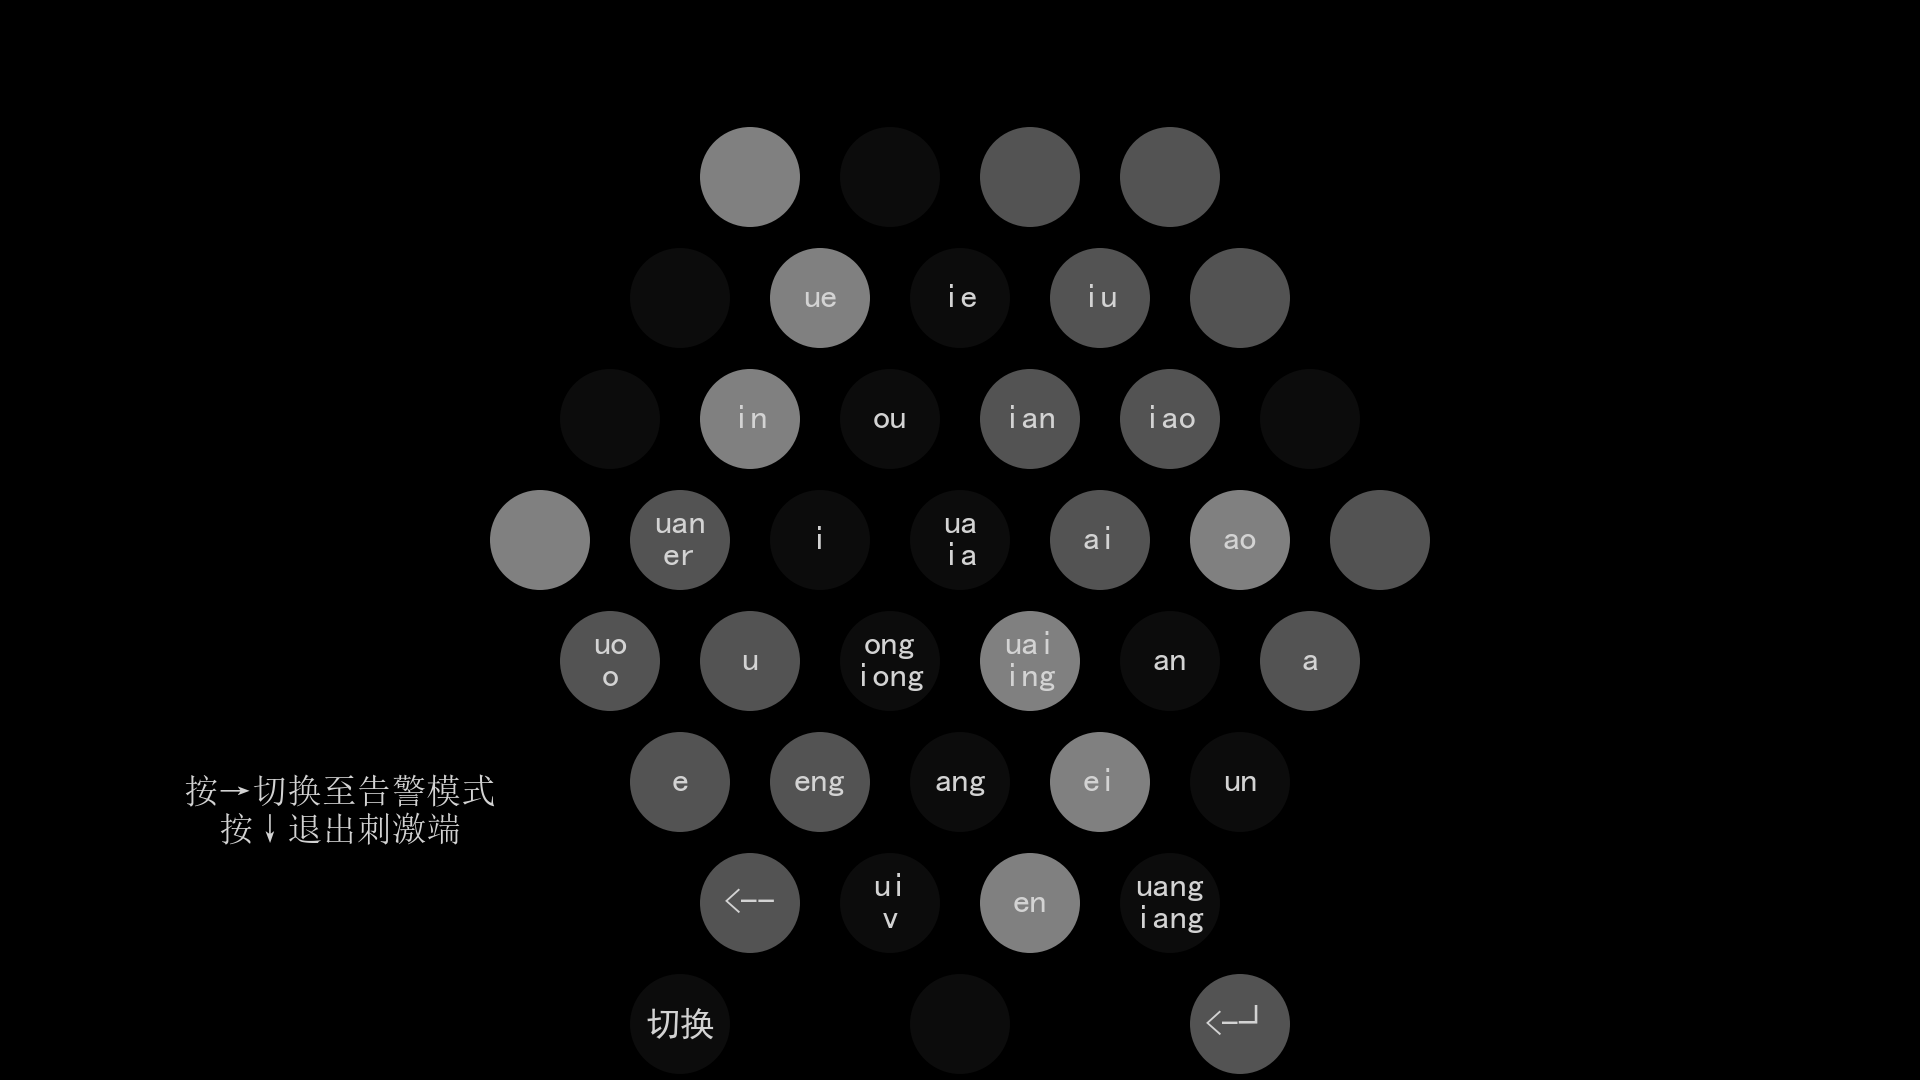 ue ie iu
in ou ian iao
uan
er
i
ua
ia
ai
ao
uo
o
u
ong
iong
uai
ing
an
a
e eng ang ei un
<--
ui
v
en
uang
iang
按→切换至告警模式
按↓退出刺激端
切换
<-┘